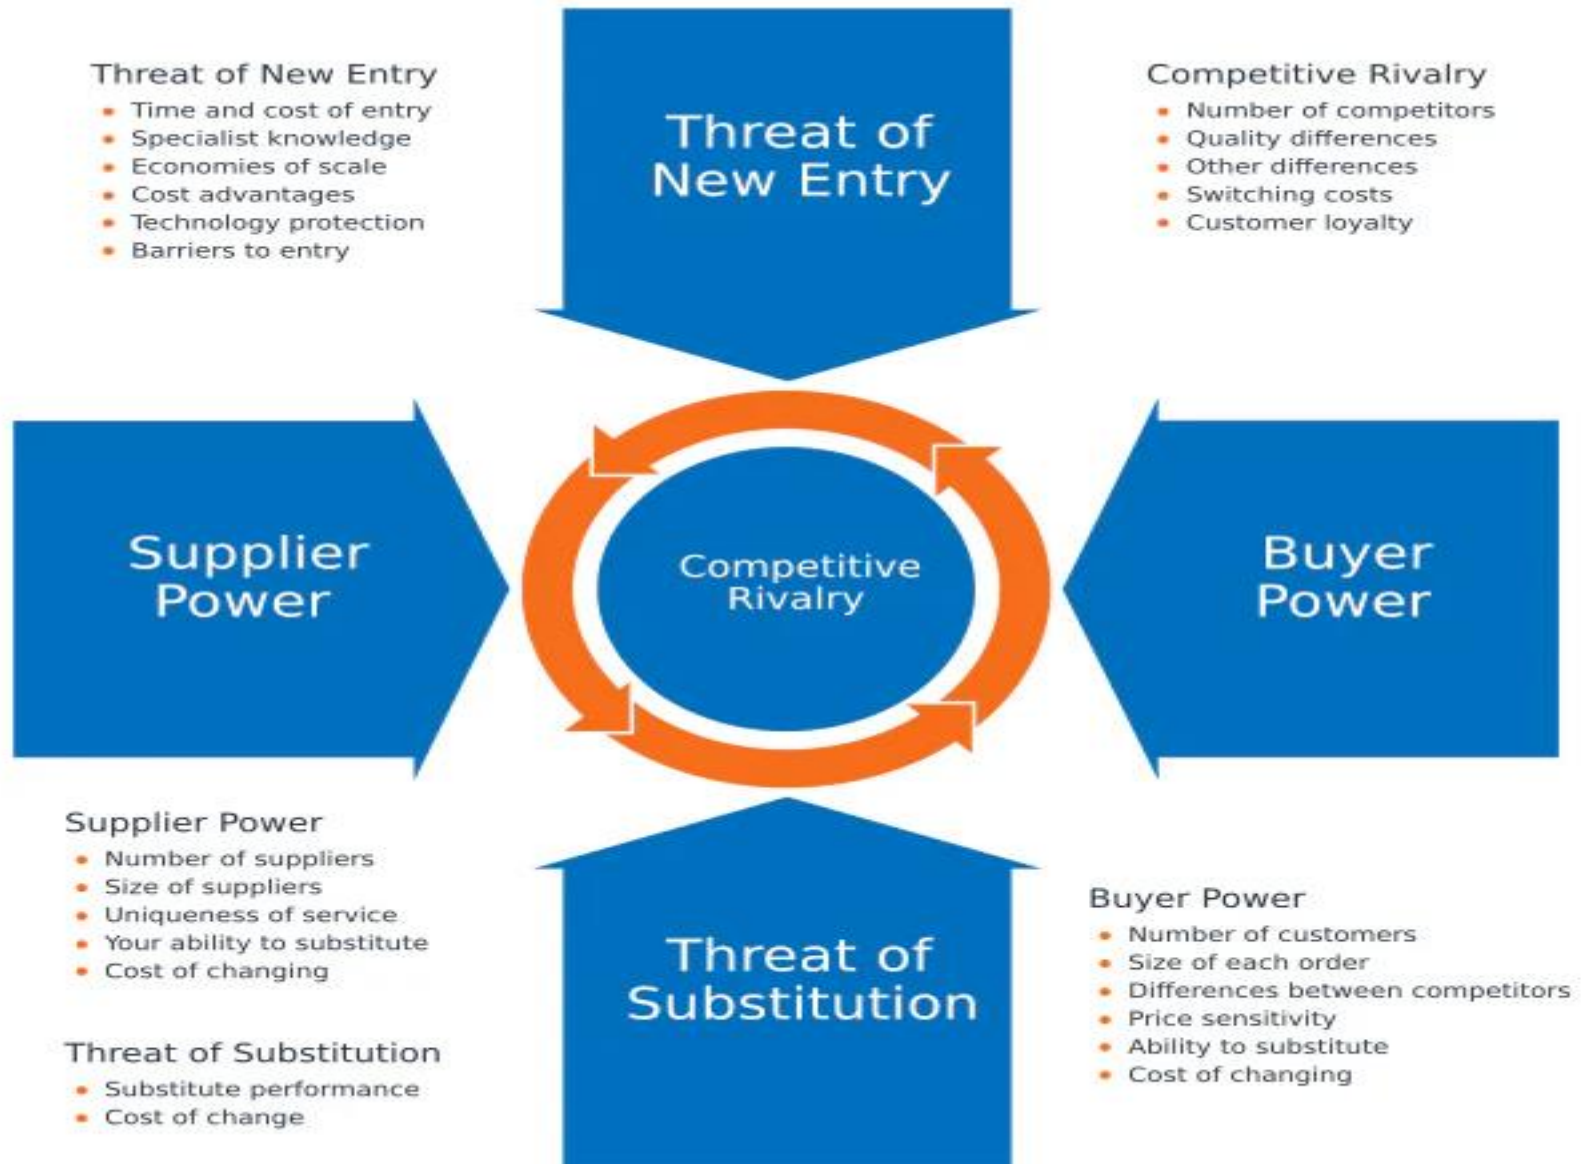 Threat of New Entry
Time and cost of entry
Specialist knowledge
Economies of scale
Cost advantages
Technology protection
Barriers to entry
Threat of
New Entry
Competitive Rivalry
Number of competitors
Quality differences
Other differences
Switching costs
Customer loyalty
Supplier
Power
Competitive
Rivalry
Buyer
Power
Supplier Power
Number of suppliers
Size of suppliers
Uniqueness of service
Your ability to substitute
Cost of changing
Threat of Substitution
Substitute performance
Cost of change
Threat of
Substitution
Buyer Power
Number of customers
Size of each order
Differences between competitors
Price sensitivity
Ability to substitute
Cost of changing